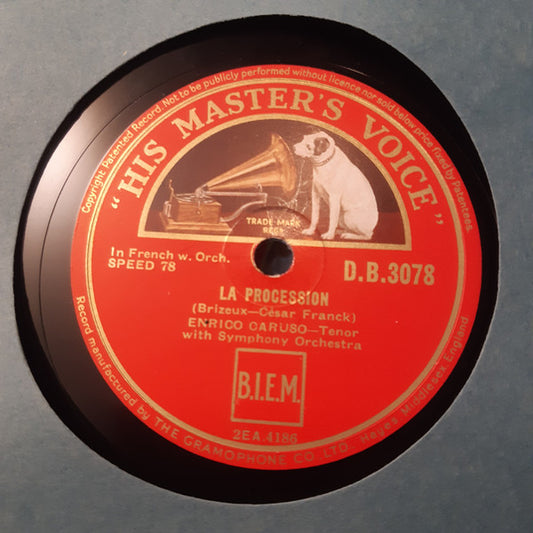 Copyright Patented Record. Not to be publicly performed without licence nor sold below price fixed by Patentees.
"HIS MASTER'S VOICE"
TRADE MARK
REGD
In French w. Orch.
SPEED 78
D.B.3078
LA PROCESSION
(Brizeux—César Franck)
ENRICO CARUSO—Tenor
with Symphony Orchestra
B.I.E.M.
2EA.4186
Record manufactured by THE GRAMOPHONE CO., LTD., Hayes, Middlesex, England